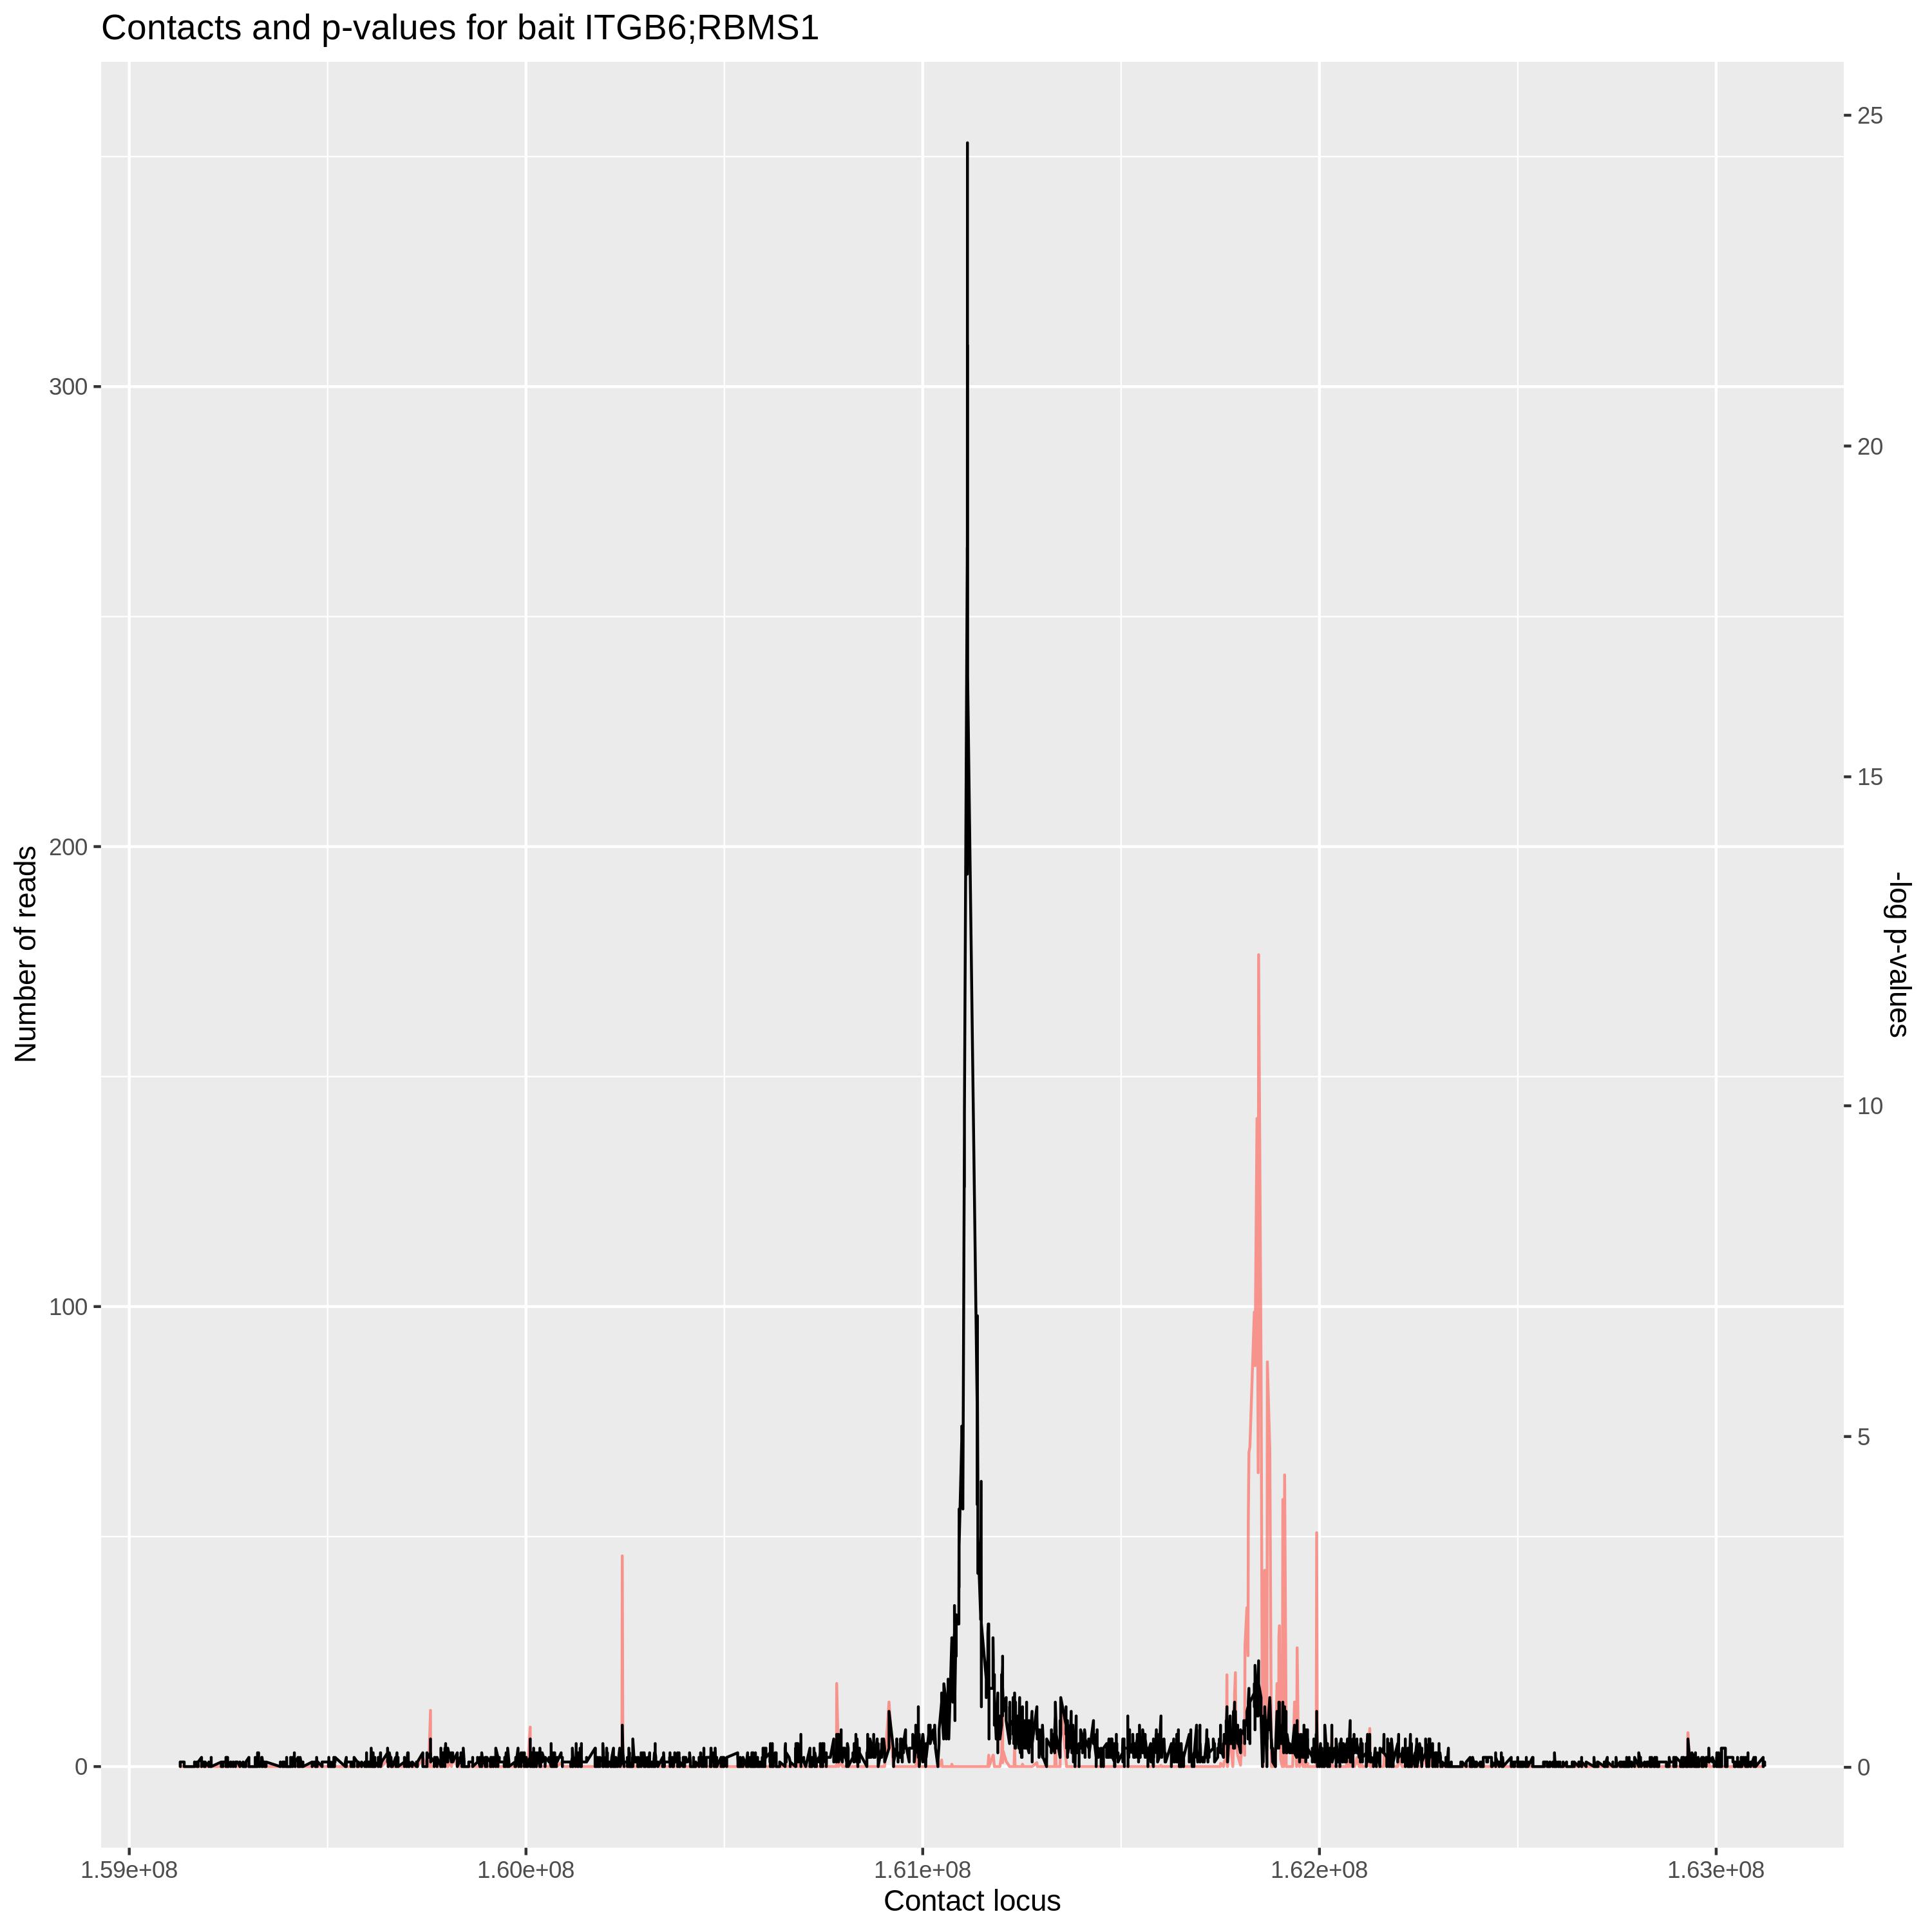 Contacts and p-values for bait ITGB6;RBMS1
25
20
15
10
5
0
-log p-values
300
200
100
0
Number of reads
1.59e+08 1.60e+08 1.61e+08 1.62e+08 1.63e+08
Contact locus